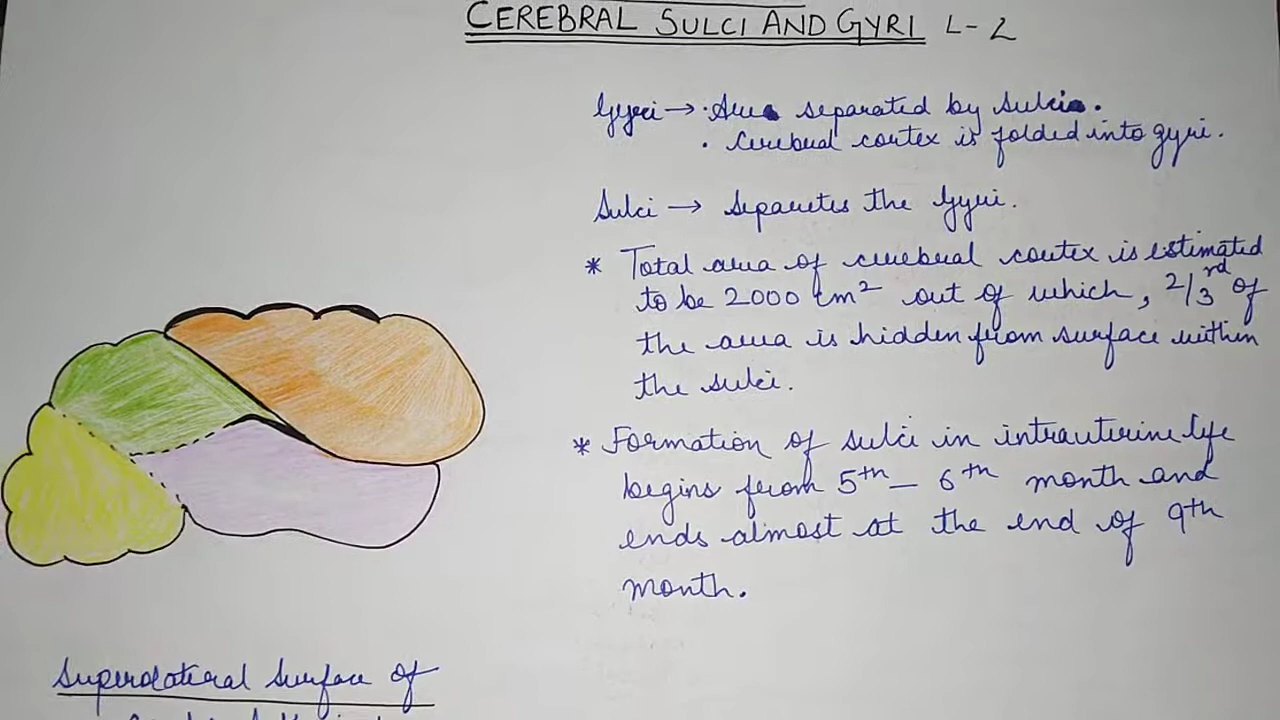 CEREBRAL SULCI AND GYRI L-2
Gyri → · Area separated by sulci.
· Cerebral cortex is folded into gyri.
Sulci → Separates the Gyri.
* Total area of cerebral cortex is estimated
to be 2000 cm² out of which, 2/3rd of
the area is hidden from surface within
the sulci.
* Formation of sulci in intrauterine life
begins from 5th – 6th month and
ends almost at the end of 9th
month.
Superolateral Surface of